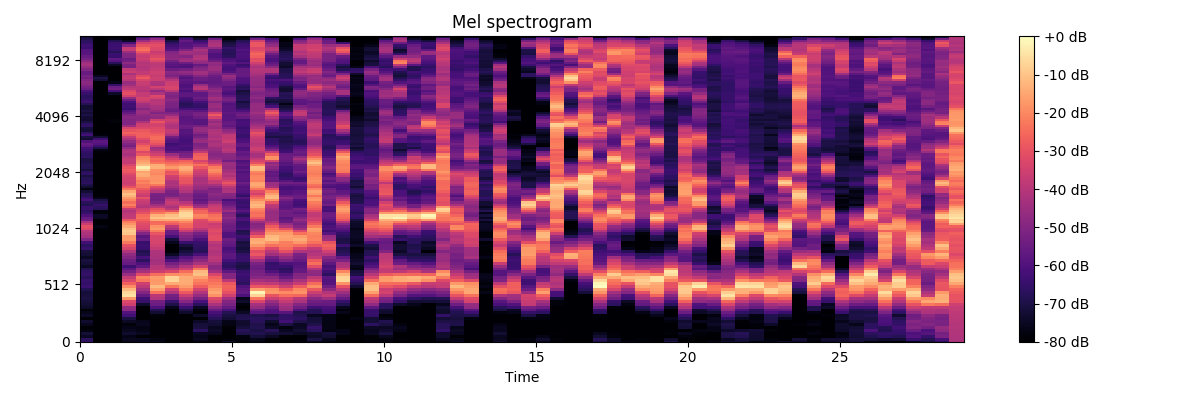 Mel spectrogram
8192
4096
2048
1024
512
0
Hz
0 5 10 15 20 25
Time
+0 dB
-10 dB
-20 dB
-30 dB
-40 dB
-50 dB
-60 dB
-70 dB
-80 dB